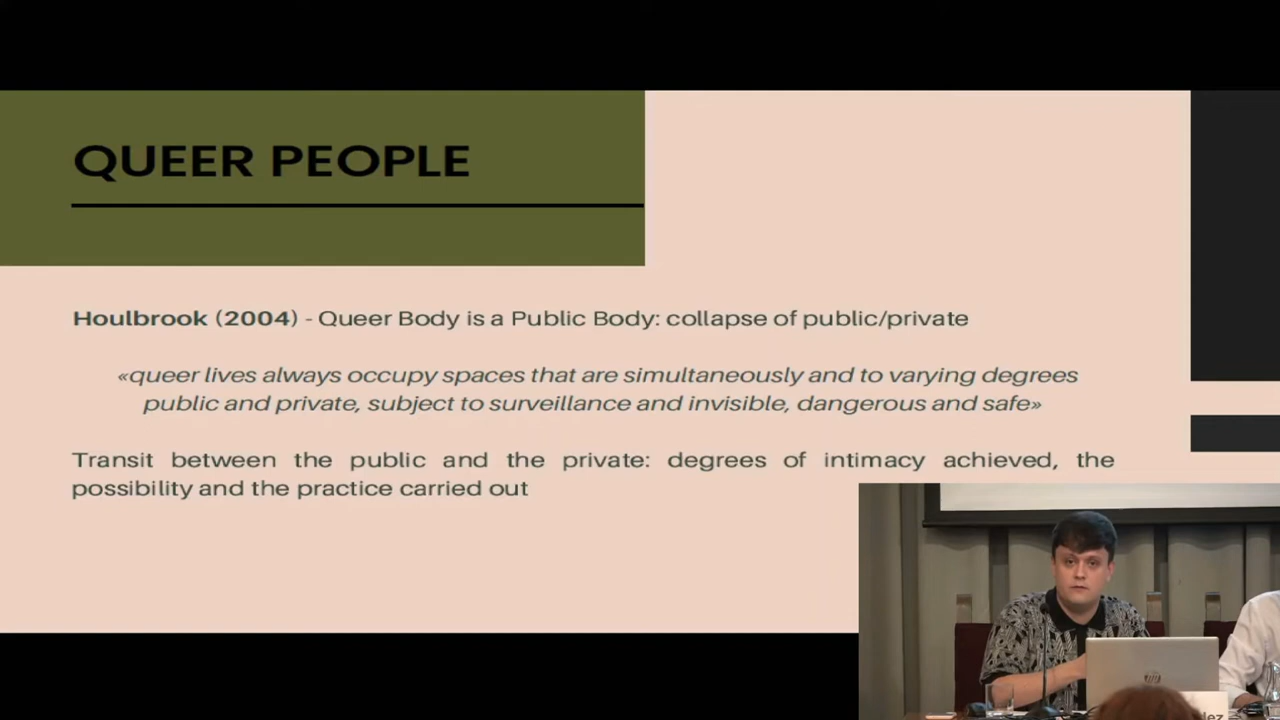 QUEER PEOPLE
Houlbrook (2004) - Queer Body is a Public Body: collapse of public/private
«queer lives always occupy spaces that are simultaneously and to varying degrees
public and private, subject to surveillance and invisible, dangerous and safe»
Transit between the public and the private: degrees of intimacy achieved, the
possibility and the practice carried out
hp